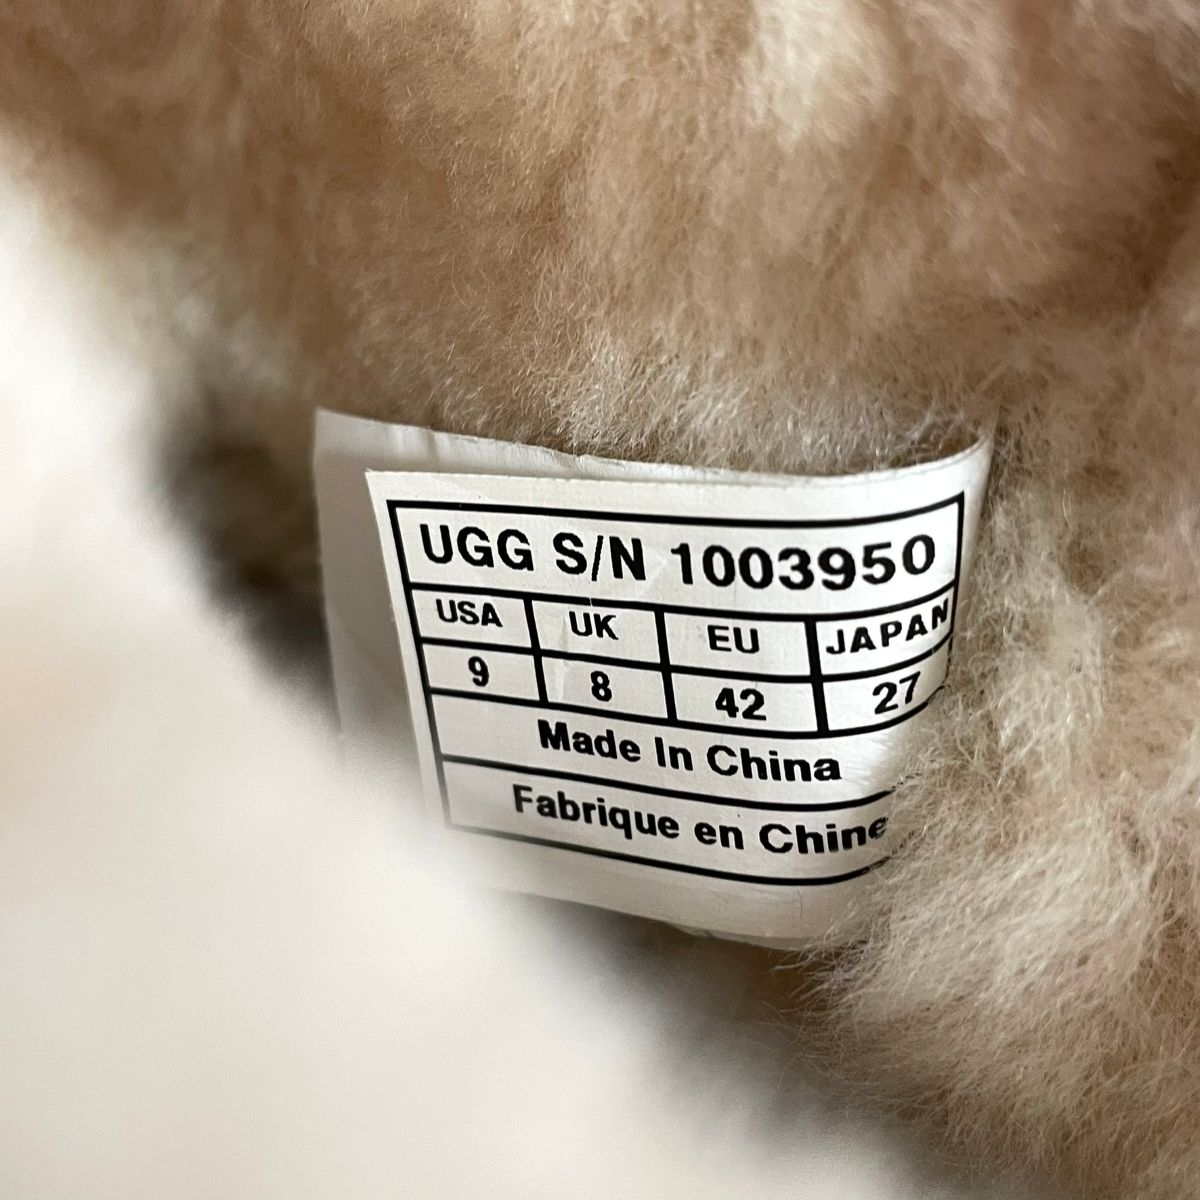 UGG S/N 1003950
USA UK EU JAPAN
9 8 42 27
Made In China
Fabrique en Chine